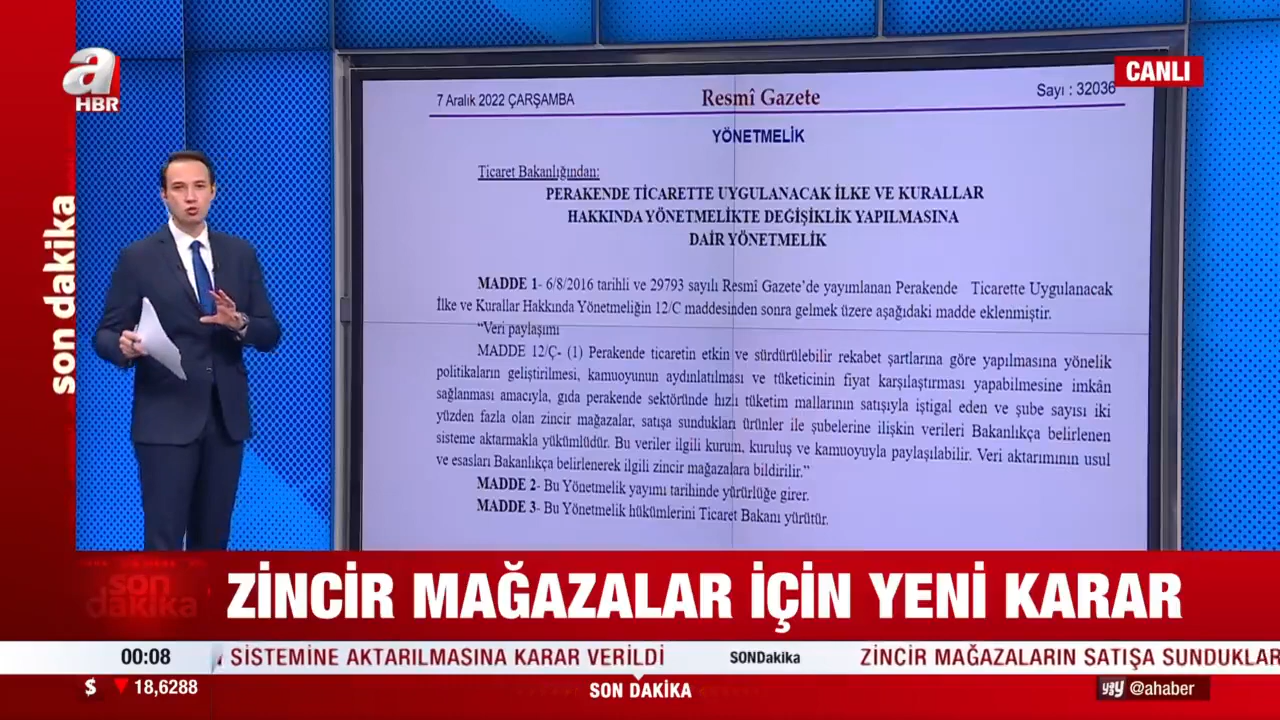 a
HBR
CANLI
son dakika
7 Aralık 2022 ÇARŞAMBA
Resmî Gazete
Sayı : 32036
YÖNETMELİK
Ticaret Bakanlığından:
PERAKENDE TİCARETTE UYGULANACAK İLKE VE KURALLAR
HAKKINDA YÖNETMELİKTE DEĞİŞİKLİK YAPILMASINA
DAİR YÖNETMELİK
MADDE 1- 6/8/2016 tarihli ve 29793 sayılı Resmî Gazete'de yayımlanan Perakende Ticarette Uygulanacak
İlke ve Kurallar Hakkında Yönetmeliğin 12/C maddesinden sonra gelmek üzere aşağıdaki madde eklenmiştir.
"Veri paylaşımı
MADDE 12/Ç- (1) Perakende ticaretin etkin ve sürdürülebilir rekabet şartlarına göre yapılmasına yönelik
politikaların geliştirilmesi, kamuoyunun aydınlatılması ve tüketicinin fiyat karşılaştırması yapabilmesine imkân
sağlanması amacıyla, gıda perakende sektöründe hızlı tüketim mallarının satışıyla iştigal eden ve şube sayısı iki
yüzden fazla olan zincir mağazalar, satışa sundukları ürünler ile şubelerine ilişkin verileri Bakanlıkça belirlenen
sisteme aktarmakla yükümlüdür. Bu veriler ilgili kurum, kuruluş ve kamuoyuyla paylaşılabilir. Veri aktarımının usul
ve esasları Bakanlıkça belirlenerek ilgili zincir mağazalara bildirilir."
MADDE 2- Bu Yönetmelik yayımı tarihinde yürürlüğe girer.
MADDE 3- Bu Yönetmelik hükümlerini Ticaret Bakanı yürütür.
son dakika
ZİNCİR MAĞAZALAR İÇİN YENİ KARAR
00:08
SİSTEMİNE AKTARILMASINA KARAR VERİLDİ
SONDakika
ZİNCİR MAĞAZALARIN SATIŞA SUNDUKLAR
$ 18,6288
SON DAKİKA
@ahaber